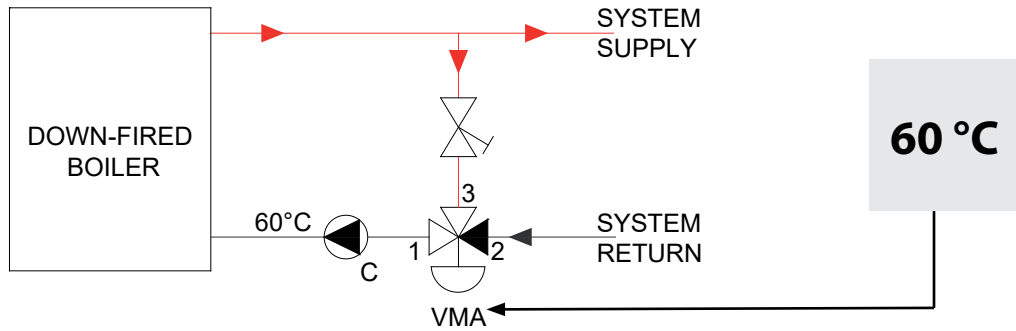 SYSTEM
SUPPLY
DOWN-FIRED
BOILER
60 °C
3
60°C
1
2
SYSTEM
RETURN
C
VMA